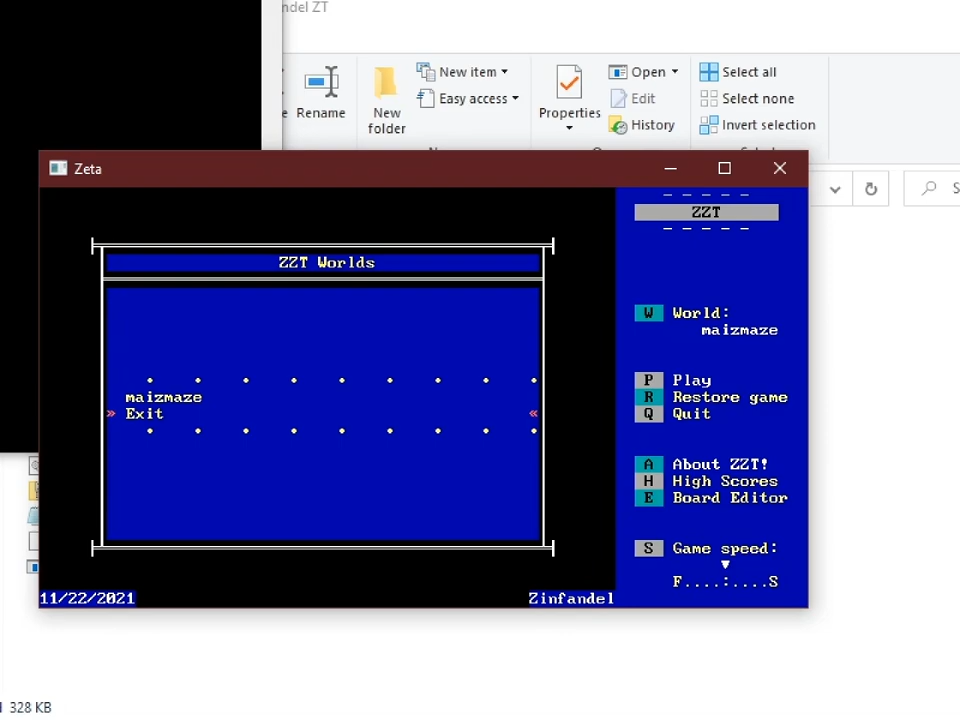 ndel ZT
Rename
New folder
New item
Easy access
Properties
Open
Edit
History
Select all
Select none
Invert selection
Zeta
S
ZZT
ZZT Worlds
W World:
maizmaze
maizmaze
Exit
P Play
R Restore game
Q Quit
A About ZZT!
H High Scores
E Board Editor
S Game speed:
F....:....S
11/22/2021
Zinfandel
328 KB